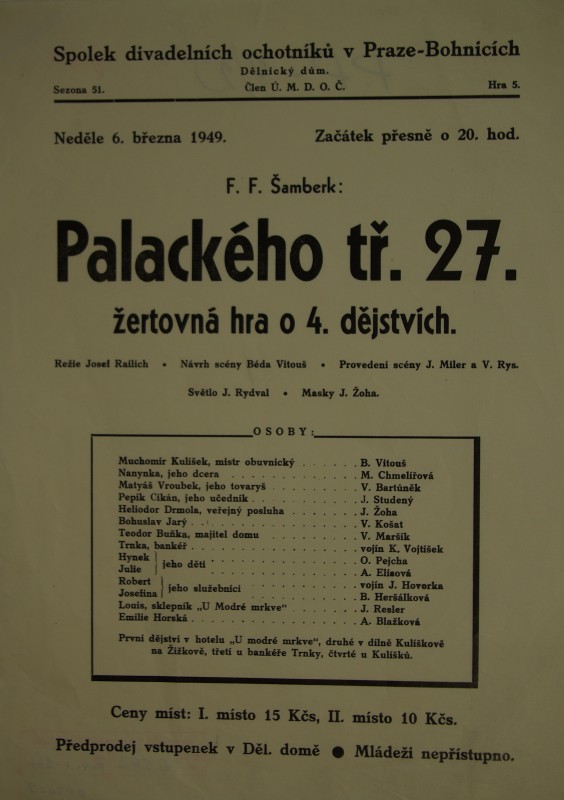 Spolek divadelních ochotníků v Praze-Bohnicích
Dělnický dům.
Sezona 51. Člen Ú. M. D. O. Č. Hra 5.
Neděle 6. března 1949. Začátek přesně o 20. hod.
F. F. Šamberk:
Palackého tř. 27.
žertovná hra o 4. dějstvích.
Režie Josef Railich • Návrh scény Béda Vitouš • Provedení scény J. Miler a V. Rys.
Světlo J. Rydval • Masky J. Žoha.
OSOBY:
Muchomír Kulíšek, mistr obuvnický . . . . . . B. Vitouš
Nanynka, jeho dcera . . . . . . M. Chmelířová
Matyáš Vroubek, jeho tovaryš . . . . . . V. Bartůněk
Pepík Cikán, jeho učedník . . . . . . J. Studený
Heliodor Drmola, veřejný posluha . . . . . . J. Žoha
Bohuslav Jarý . . . . . . V. Košat
Teodor Buňka, majitel domu . . . . . . V. Maršík
Trnka, bankéř . . . . . . vojín K. Vojtíšek
Hynek } jeho děti . . . . . . O. Pejcha
Julie } A. Elisová
Robert } jeho služebníci . . . . . . vojín J. Hovorka
Josefina } B. Heršálková
Louis, sklepník „U Modré mrkve“ . . . . . . J. Resler
Emilie Horská . . . . . . A. Blažková
První dějství v hotelu „U modré mrkve“, druhé v dílně Kulíškově
na Žižkově, třetí u bankéře Trnky, čtvrté u Kulíšků.
Ceny míst: I. místo 15 Kčs, II. místo 10 Kčs.
Předprodej vstupenek v Děl. domě ● Mládeži nepřístupno.